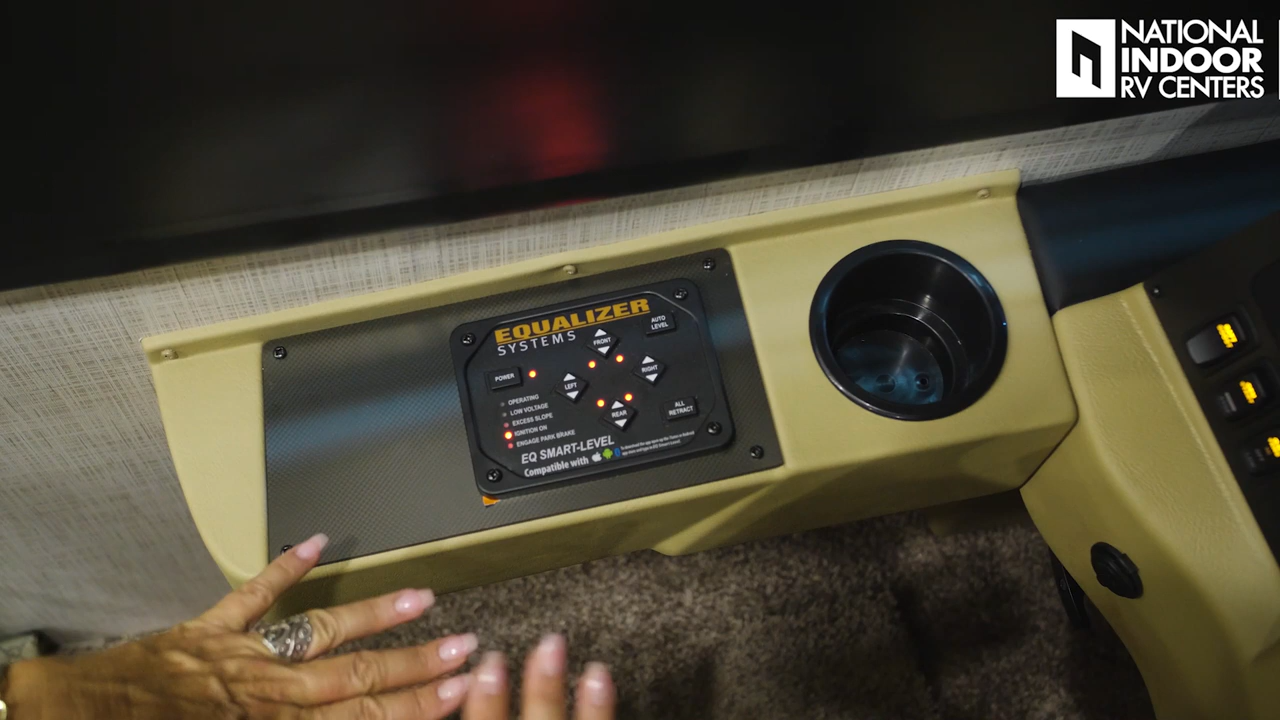 NATIONAL
INDOOR
RV CENTERS
EQUALIZER
SYSTEMS
AUTO
LEVEL
FRONT
POWER
LEFT
RIGHT
OPERATING
LOW VOLTAGE
EXCESS SLOPE
IGNITION ON
ENGAGE PARK BRAKE
REAR
ALL
RETRACT
EQ SMART-LEVEL
Compatible with